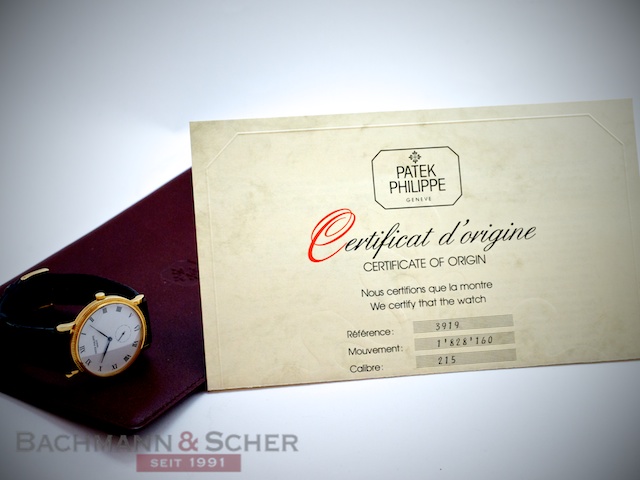 PATEK
PHILIPPE
GENEVE
Certificat d'origine
CERTIFICATE OF ORIGIN
Nous certifions que la montre
We certify that the watch
Référence: 3919
Mouvement: 1'828'160
Calibre: 215
BACHMANN & SCHER
SEIT 1991